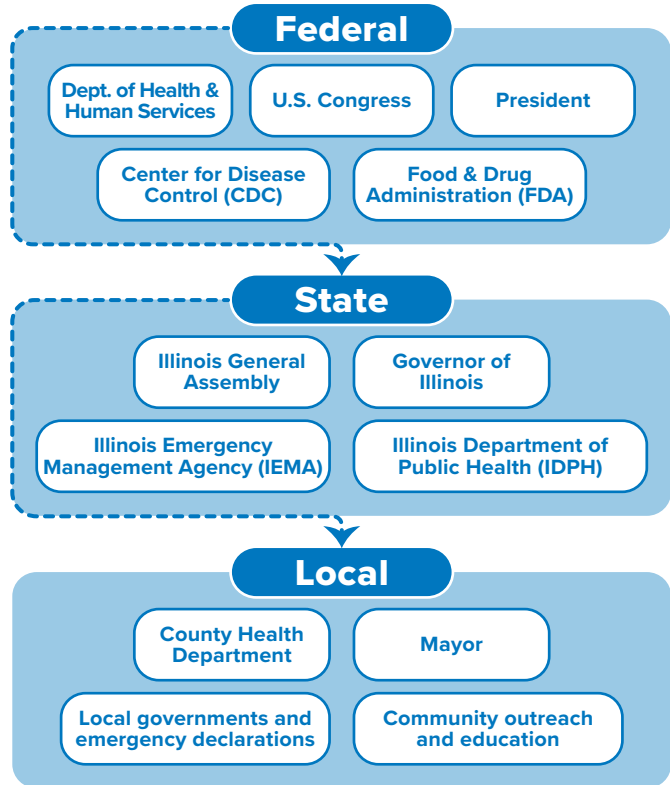 Federal
Dept. of Health &
Human Services
U.S. Congress
President
Center for Disease
Control (CDC)
Food & Drug
Administration (FDA)
State
Illinois General
Assembly
Governor of
Illinois
Illinois Emergency
Management Agency (IEMA)
Illinois Department of
Public Health (IDPH)
Local
County Health
Department
Mayor
Local governments and
emergency declarations
Community outreach
and education